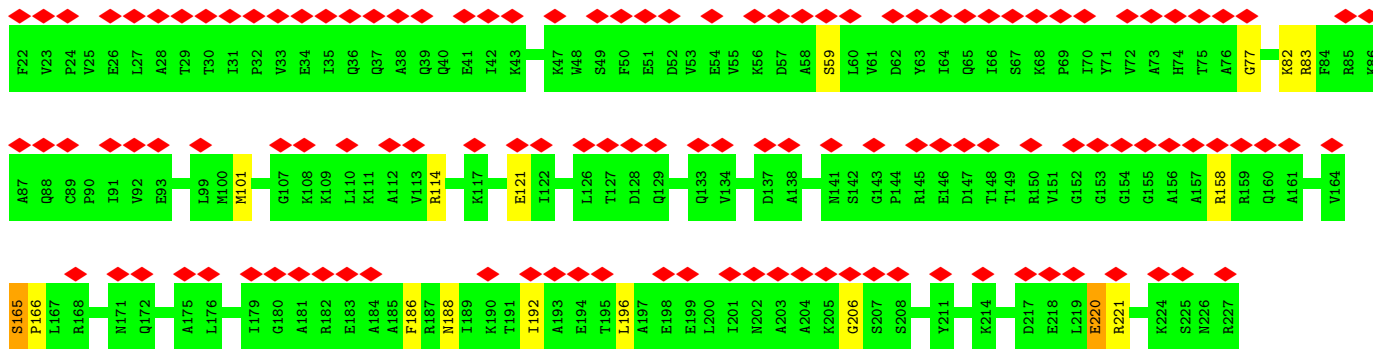 F22 V23 P24 V25 E26 L27 A28 T29 T30 I31 P32 V33 E34 I35 Q36 Q37 A38 Q39 Q40 E41 I42 K43 K47 W48 S49 F50 E51 D52 V53 E54 V55 K56 D57 A58 S59 L60 V61 D62 Y63 I64 Q65 I66 S67 K68 P69 I70 Y71 V72 A73 H74 T75 A76 G77 K82 R83 F84 R85 K86
A87 Q88 C89 P90 I91 V92 E93 L99 M100 M101 G107 K108 K109 L110 K111 A112 V113 R114 K117 E121 I122 L126 T127 D128 Q129 Q133 V134 D137 A138 N141 S142 G143 P144 R145 E146 D147 T148 T149 R150 V151 G152 G153 G154 G155 A156 A157 R158 R159 Q160 A161 V164
S165 P166 L167 R168 N171 Q172 A175 L176 I179 G180 A181 R182 E183 A184 A185 F186 R187 N188 I189 K190 T191 I192 A193 E194 T195 L196 A197 E198 E199 L200 I201 N202 A203 A204 K205 G206 S207 S208 Y211 K214 D217 E218 L219 E220 R221 K224 S225 N226 R227